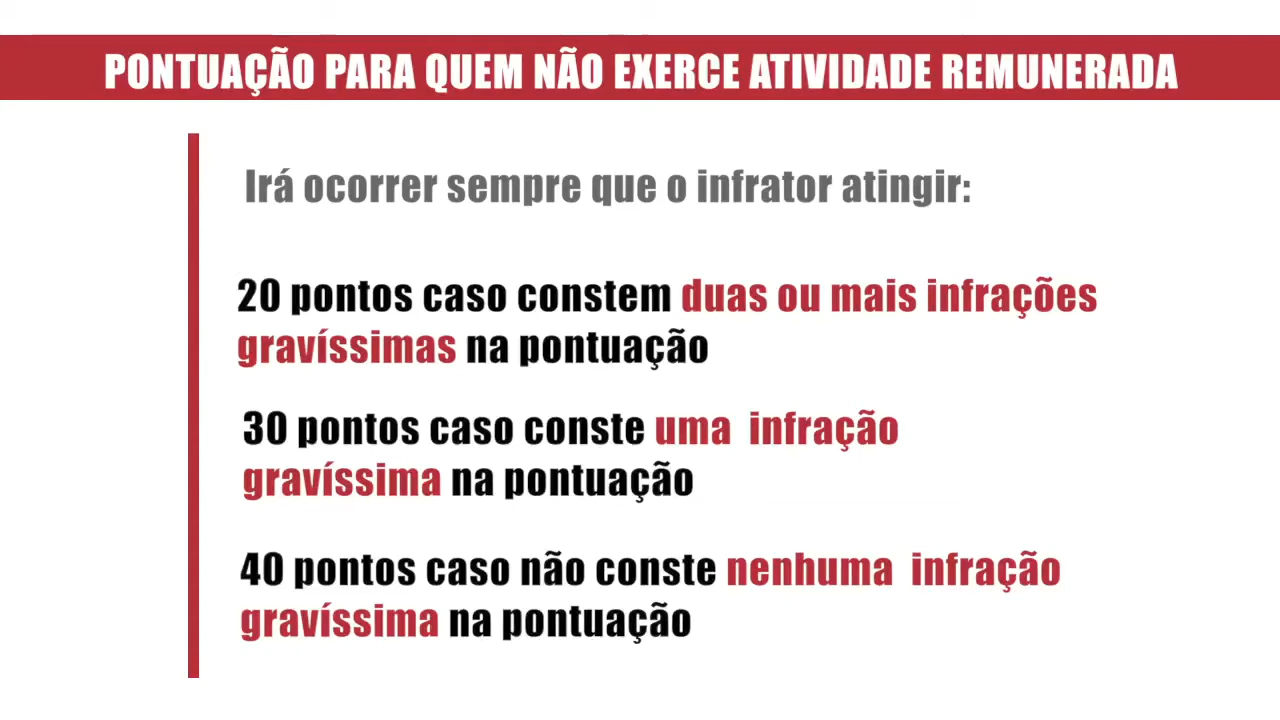 PONTUAÇÃO PARA QUEM NÃO EXERCE ATIVIDADE REMUNERADA
Irá ocorrer sempre que o infrator atingir:
20 pontos caso constem duas ou mais infrações
gravíssimas na pontuação
30 pontos caso conste uma infração
gravíssima na pontuação
40 pontos caso não conste nenhuma infração
gravíssima na pontuação